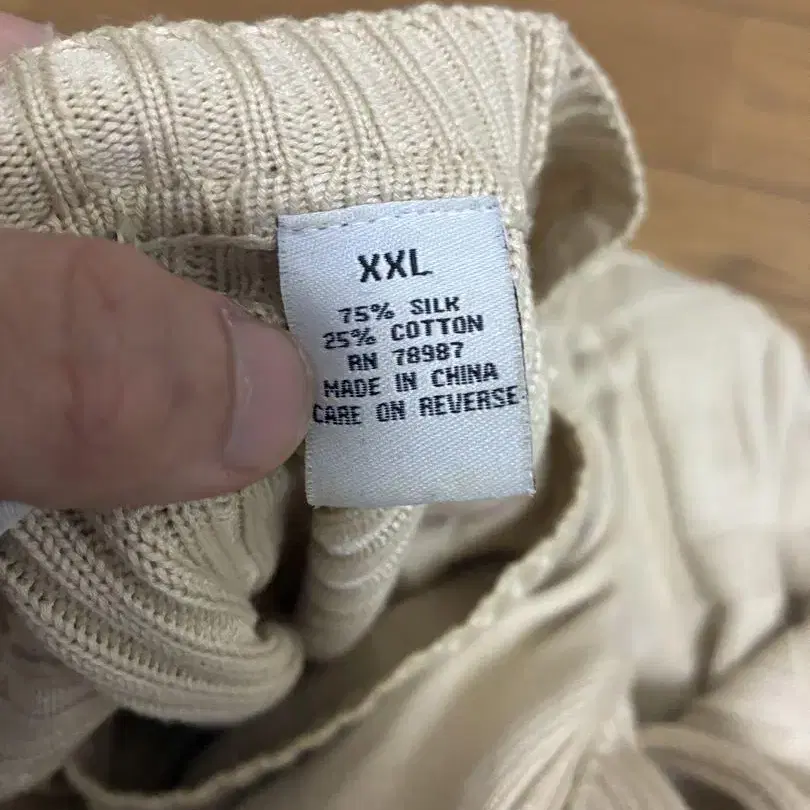 XXL
75% SILK
25% COTTON
RN 78987
MADE IN CHINA
CARE ON REVERSE